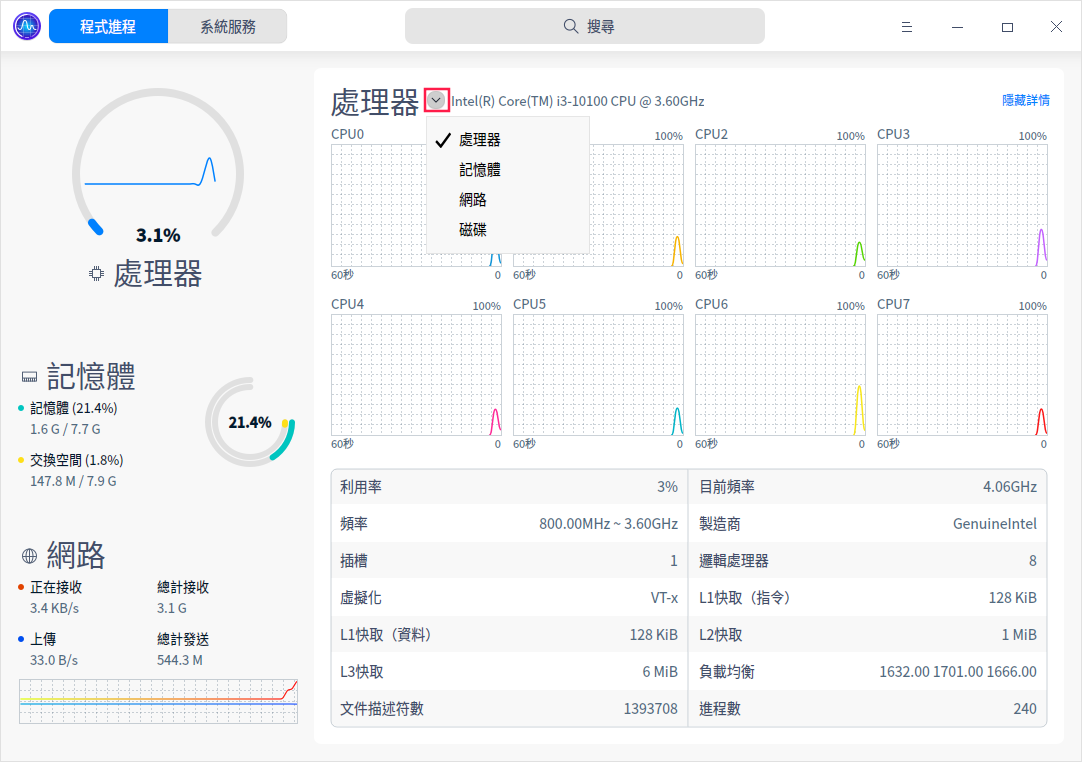 程式進程 系統服務 搜尋
3.1%
處理器
記憶體
記憶體 (21.4%)
1.6 G / 7.7 G
交換空間 (1.8%)
147.8 M / 7.9 G
21.4%
網路
正在接收 總計接收
3.4 KB/s 3.1 G
上傳 總計發送
33.0 B/s 544.3 M
處理器 Intel(R) Core(TM) i3-10100 CPU @ 3.60GHz 隱藏詳情
處理器
記憶體
網路
磁碟
CPU0 100% CPU2 100% CPU3 100%
60秒 0 60秒 0 60秒 0 60秒 0
CPU4 100% CPU5 100% CPU6 100% CPU7 100%
60秒 0 60秒 0 60秒 0 60秒 0
利用率 3% 目前頻率 4.06GHz
頻率 800.00MHz ~ 3.60GHz 製造商 GenuineIntel
插槽 1 邏輯處理器 8
虛擬化 VT-x L1快取（指令） 128 KiB
L1快取（資料） 128 KiB L2快取 1 MiB
L3快取 6 MiB 負載均衡 1632.00 1701.00 1666.00
文件描述符數 1393708 進程數 240